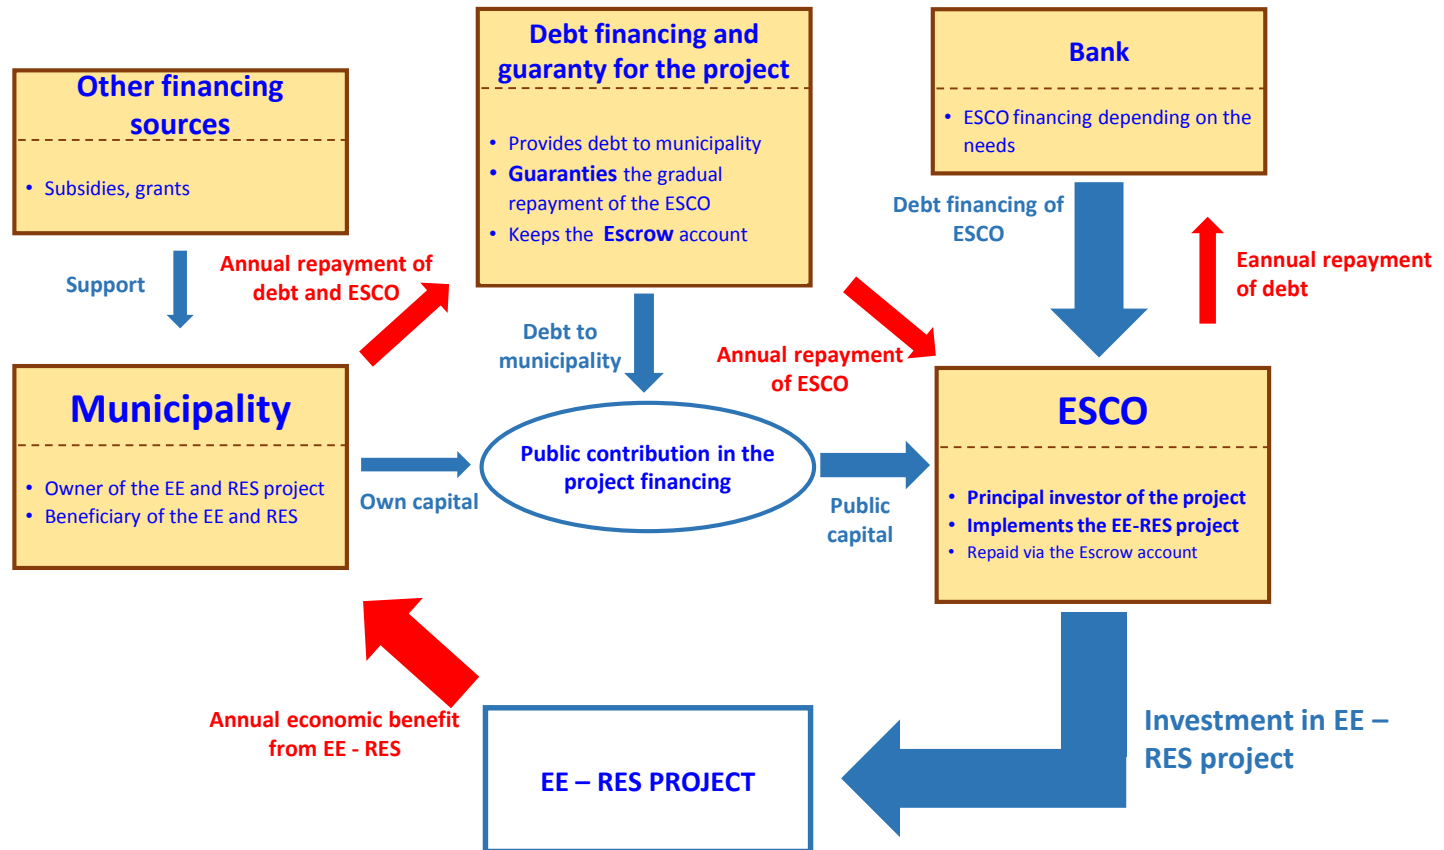 Other financing
sources
• Subsidies, grants
Debt financing and
guaranty for the project
• Provides debt to municipality
• Guaranties the gradual
repayment of the ESCO
• Keeps the Escrow account
Bank
• ESCO financing depending on the
needs
Support
Annual repayment of
debt and ESCO
Debt to
municipality
Annual repayment
of ESCO
Debt financing of
ESCO
Eannual repayment
of debt
Municipality
• Owner of the EE and RES project
• Beneficiary of the EE and RES
Own capital
Public contribution in the
project financing
Public
capital
ESCO
• Principal investor of the project
• Implements the EE-RES project
• Repaid via the Escrow account
Annual economic benefit
from EE - RES
EE – RES PROJECT
Investment in EE –
RES project